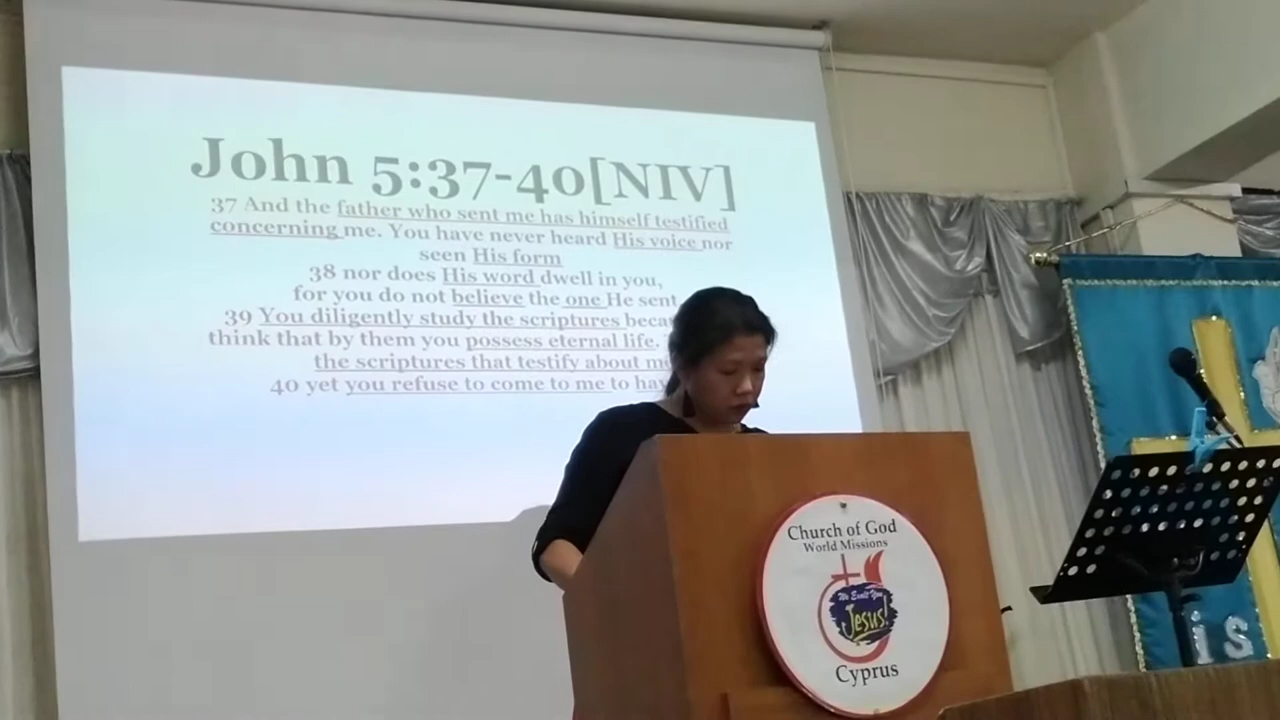 John 5:37-40[NIV]
37 And the father who sent me has himself testified
concerning me. You have never heard His voice nor
seen His form
38 nor does His word dwell in you,
for you do not believe the one He sent
39 You diligently study the scriptures
think that by them you possess eternal life.
the scriptures that testify about
40 yet you refuse to come to me to
Church of God
World Missions
We Exalt You
Jesus!
Cyprus
is